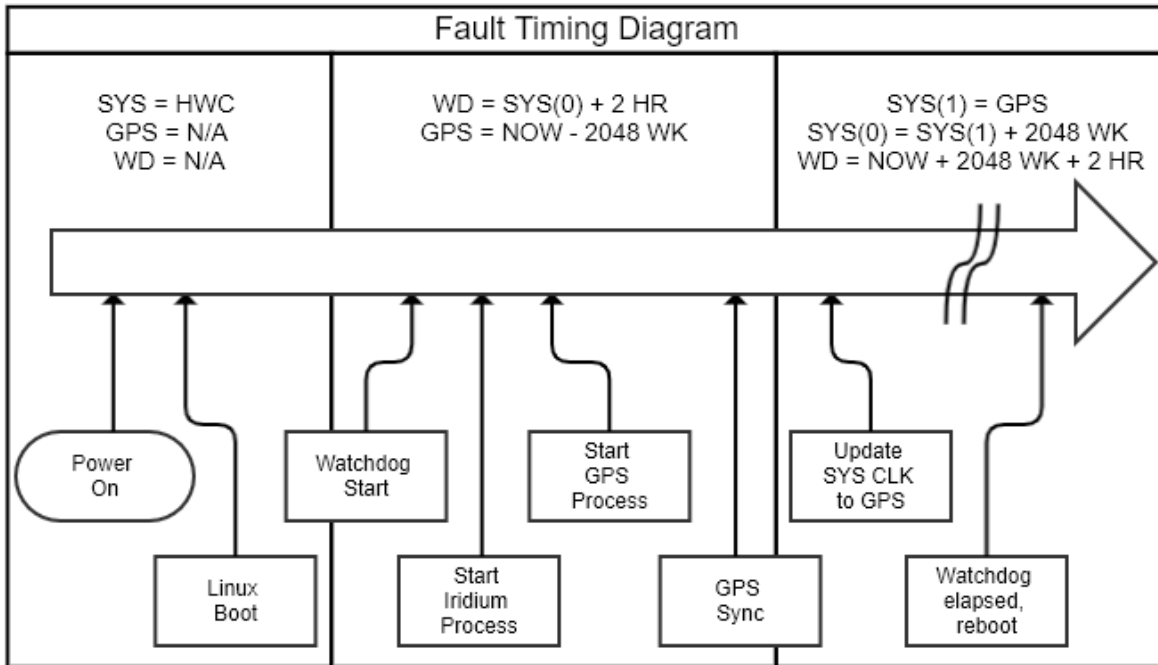 Fault Timing Diagram
SYS = HWC
GPS = N/A
WD = N/A
WD = SYS(0) + 2 HR
GPS = NOW - 2048 WK
SYS(1) = GPS
SYS(0) = SYS(1) + 2048 WK
WD = NOW + 2048 WK + 2 HR
Power
On
Linux
Boot
Watchdog
Start
Start
Iridium
Process
Start
GPS
Process
GPS
Sync
Update
SYS CLK
to GPS
Watchdog
elapsed,
reboot